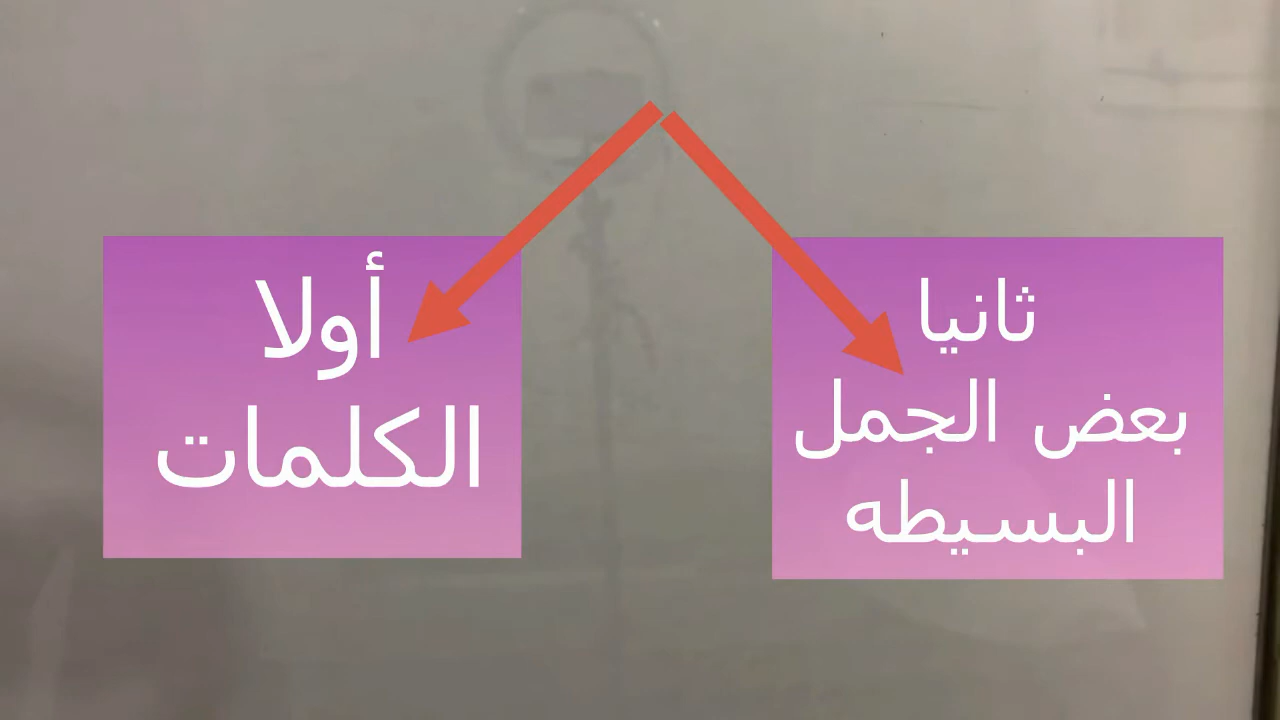 أولا
الكلمات
ثانيا
بعض الجمل
البسيطه